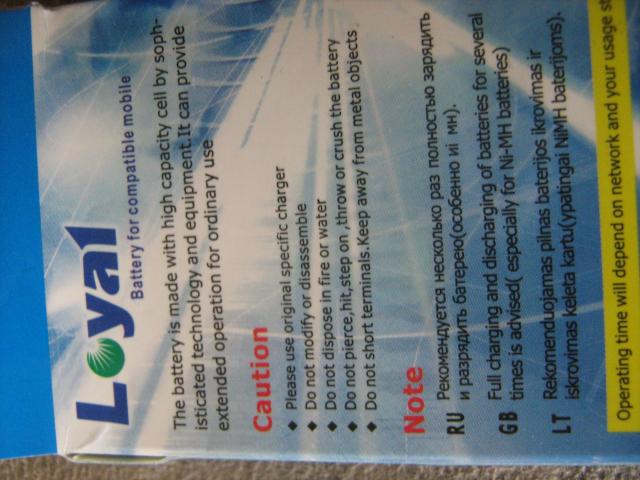 Loyal
Battery for compatible mobile
The battery is made with high capacity cell by soph-
isticated technology and equipment.It can provide
extended operation for ordinary use
Caution
◆ Please use original specific charger
◆ Do not modify or disassemble
◆ Do not dispose in fire or water
◆ Do not pierce,hit,step on ,throw or crush the battery
◆ Do not short terminals.Keep away from metal objects.
Note
RU Рекомендуется несколько раз полностью зарядить
и разрядить батерею(особенно иi мн).
GB Full charging and discharging of batteries for several
times is advised( especially for Ni-MH batteries)
LT Rekomenduojamas pilnas baterijos ikrovimas ir
iskrovimas keleta kartu(ypatingai NiMH baterijoms).
Operating time will depend on network and your usage